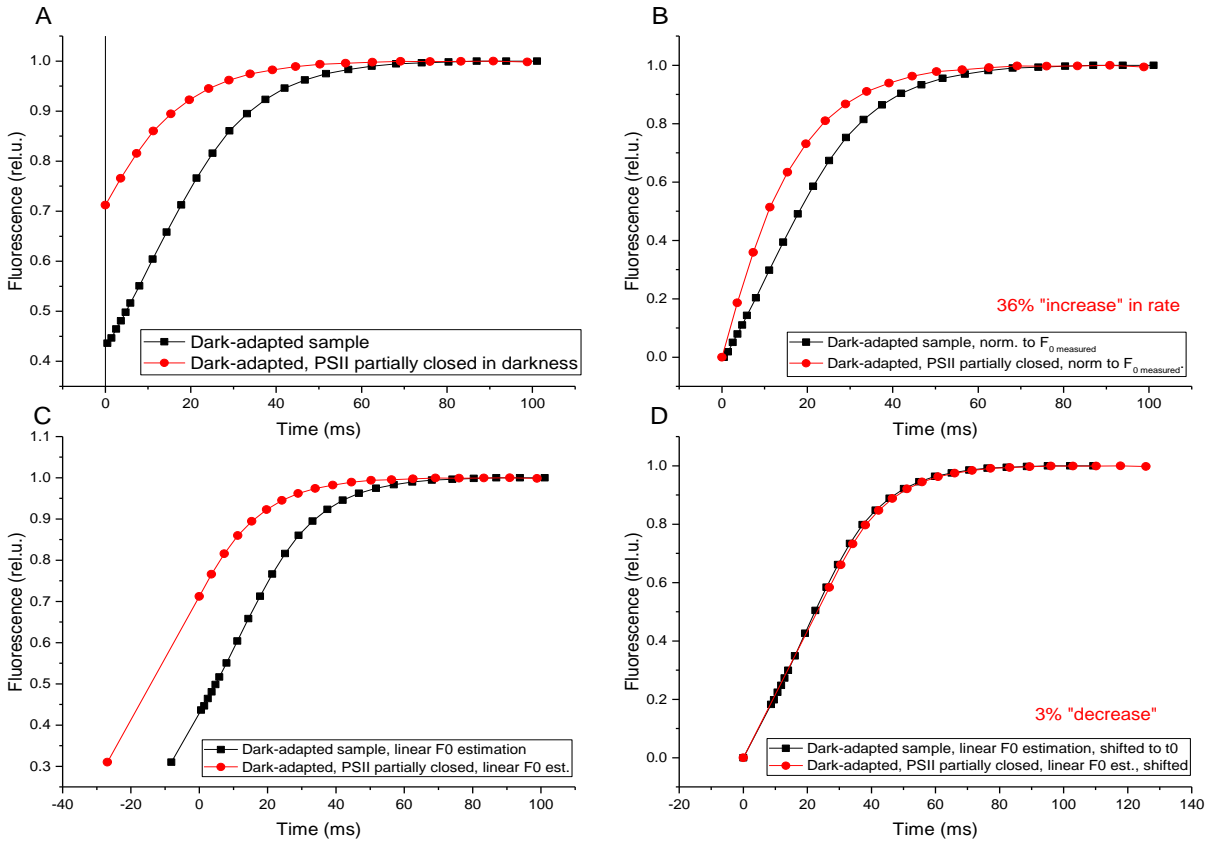 A
Fluorescence (rel.u.)
1.0
0.9
0.8
0.7
0.6
0.5
0.4
Dark-adapted sample
Dark-adapted, PSII partially closed in darkness
0 20 40 60 80 100
Time (ms)
B
Fluorescence (rel.u.)
1.0
0.8
0.6
0.4
0.2
0.0
36% "increase" in rate
Dark-adapted sample, norm. to F0 measured
Dark-adapted, PSII partially closed, norm to F0 measured.
0 20 40 60 80 100
Time (ms)
C
Fluorescence (rel.u.)
1.1
1.0
0.9
0.8
0.7
0.6
0.5
0.4
0.3
Dark-adapted sample, linear F0 estimation
Dark-adapted, PSII partially closed, linear F0 est.
-40 -20 0 20 40 60 80 100
Time (ms)
D
Fluorescence (rel.u.)
1.0
0.8
0.6
0.4
0.2
0.0
3% "decrease"
Dark-adapted sample, linear F0 estimation, shifted to t0
Dark-adapted, PSII partially closed, linear F0 est., shifted
-20 0 20 40 60 80 100 120 140
Time (ms)